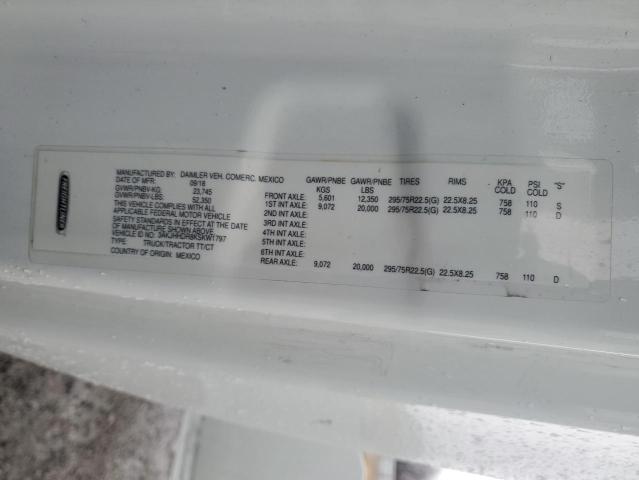 FREIGHTLINER
MANUFACTURED BY: DAIMLER VEH. COMERC. MEXICO
DATE OF MFR: 09/18
GVWR/PNBV-KG: 23,745
GVWR/PNBV-LBS: 52,350
THIS VEHICLE COMPLIES WITH ALL
APPLICABLE FEDERAL MOTOR VEHICLE
SAFETY STANDARDS IN EFFECT AT THE DATE
OF MANUFACTURE SHOWN ABOVE.
VEHICLE ID NO.: 3AKJHHDR8KSKW1797
TYPE: TRUCK/TRACTOR TT/CT
COUNTRY OF ORIGIN: MEXICO
GAWR/PNBE GAWR/PNBE TIRES RIMS KPA PSI "S"
KGS LBS COLD COLD
FRONT AXLE: 5,601 12,350 295/75R22.5(G) 22.5X8.25 758 110 S
1ST INT AXLE: 9,072 20,000 295/75R22.5(G) 22.5X8.25 758 110 D
2ND INT AXLE:
3RD INT AXLE:
4TH INT AXLE:
5TH INT AXLE:
6TH INT AXLE:
REAR AXLE: 9,072 20,000 295/75R22.5(G) 22.5X8.25 758 110 D